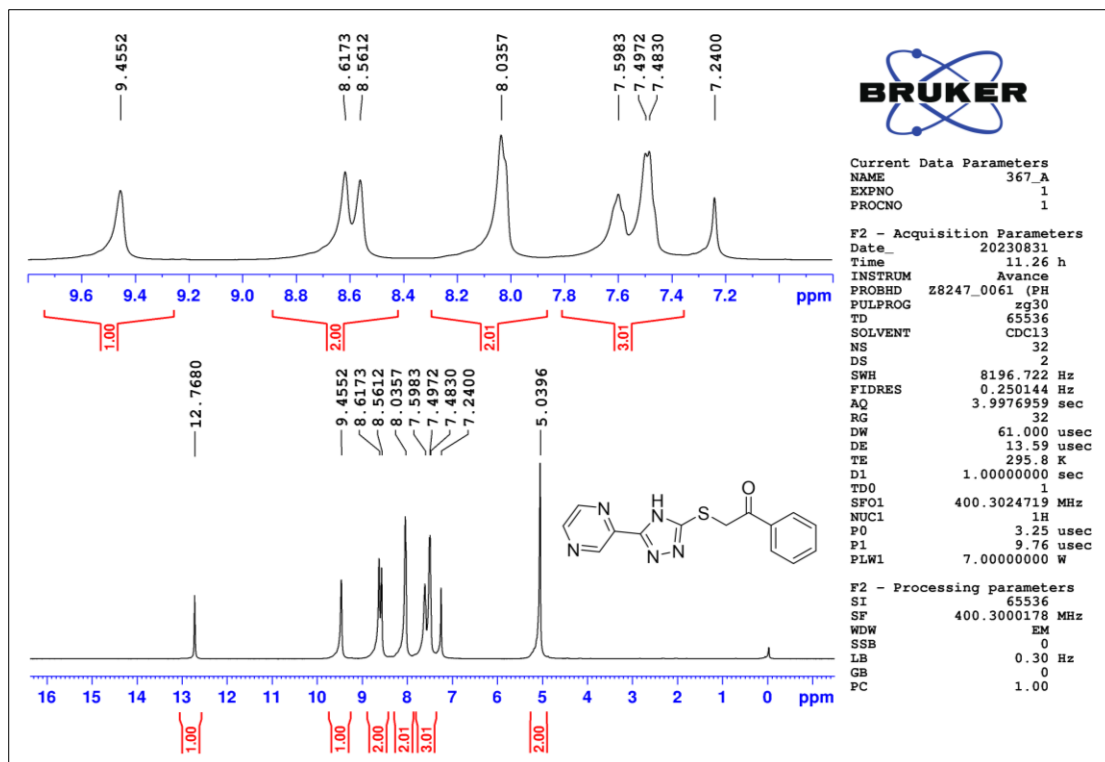 9.4552
8.6173
8.5612
8.0357
7.5983
7.4972
7.4830
7.2400
9.6 9.4 9.2 9.0 8.8 8.6 8.4 8.2 8.0 7.8 7.6 7.4 7.2 ppm
1.00 2.00 2.01 3.01
12.7680
9.4552
8.6173
8.5612
8.0357
7.5983
7.4972
7.4830
7.2400
5.0396
N
N
H
N
N N
S
O
16 15 14 13 12 11 10 9 8 7 6 5 4 3 2 1 0 ppm
1.00 1.00 2.00 2.01 3.01 2.00
BRUKER
Current Data Parameters
NAME 367_A
EXPNO 1
PROCNO 1
F2 - Acquisition Parameters
Date_ 20230831
Time 11.26 h
INSTRUM Avance
PROBHD Z8247_0061 (PH
PULPROG zg30
TD 65536
SOLVENT CDCl3
NS 32
DS 2
SWH 8196.722 Hz
FIDRES 0.250144 Hz
AQ 3.9976959 sec
RG 32
DW 61.000 usec
DE 13.59 usec
TE 295.8 K
D1 1.00000000 sec
TD0 1
SFO1 400.3024719 MHz
NUC1 1H
P0 3.25 usec
P1 9.76 usec
PLW1 7.00000000 W
F2 - Processing parameters
SI 65536
SF 400.3000178 MHz
WDW EM
SSB 0
LB 0.30 Hz
GB 0
PC 1.00